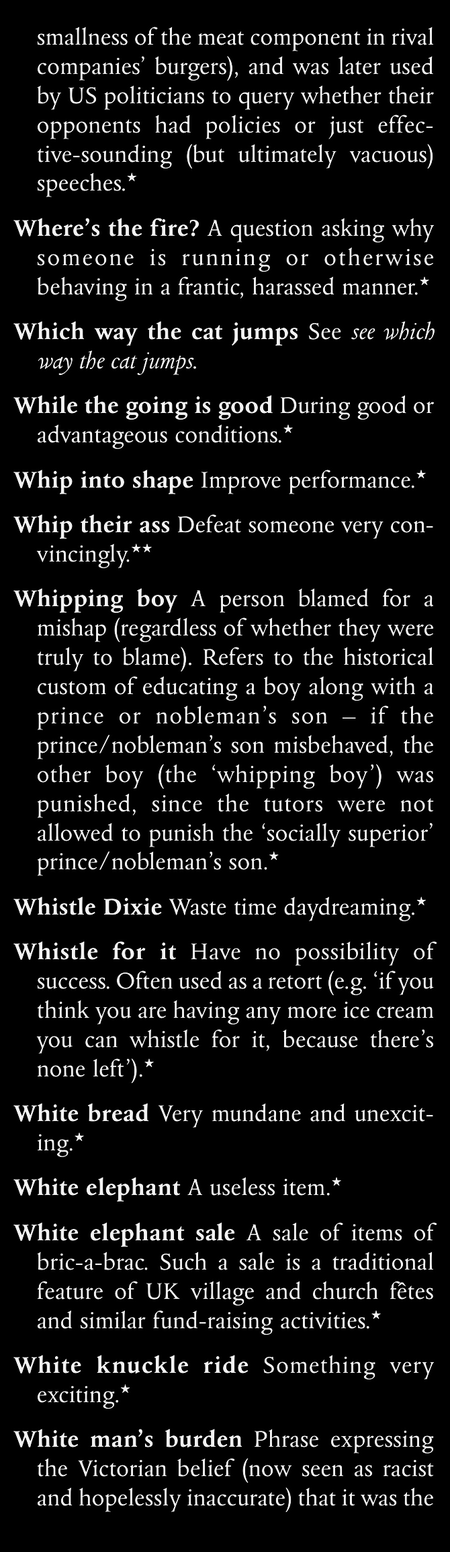 smallness of the meat component in rival
companies’ burgers), and was later used
by US politicians to query whether their
opponents had policies or just effec-
tive-sounding (but ultimately vacuous)
speeches.★
Where’s the fire? A question asking why
someone is running or otherwise
behaving in a frantic, harassed manner.★
Which way the cat jumps See see which
way the cat jumps.
While the going is good During good or
advantageous conditions.★
Whip into shape Improve performance.★
Whip their ass Defeat someone very con-
vincingly.★★
Whipping boy A person blamed for a
mishap (regardless of whether they were
truly to blame). Refers to the historical
custom of educating a boy along with a
prince or nobleman’s son – if the
prince/nobleman’s son misbehaved, the
other boy (the ‘whipping boy’) was
punished, since the tutors were not
allowed to punish the ‘socially superior’
prince/nobleman’s son.★
Whistle Dixie Waste time daydreaming.★
Whistle for it Have no possibility of
success. Often used as a retort (e.g. ‘if you
think you are having any more ice cream
you can whistle for it, because there’s
none left’).★
White bread Very mundane and unexcit-
ing.★
White elephant A useless item.★
White elephant sale A sale of items of
bric-a-brac. Such a sale is a traditional
feature of UK village and church fêtes
and similar fund-raising activities.★
White knuckle ride Something very
exciting.★
White man’s burden Phrase expressing
the Victorian belief (now seen as racist
and hopelessly inaccurate) that it was the